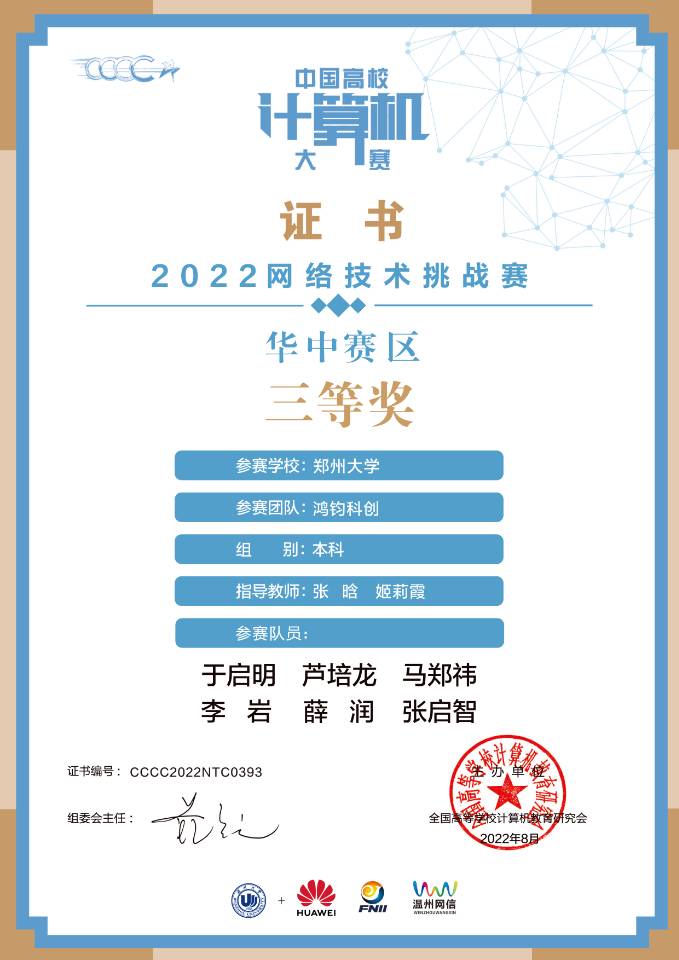 CCCC
中国高校
计算机
大赛
证书
2022网络技术挑战赛
华中赛区
三等奖
参赛学校：郑州大学
参赛团队：鸿钧科创
组 别：本科
指导教师：张 晗 姬莉霞
参赛队员：
于启明 芦培龙 马郑祎
李 岩 薛 润 张启智
证书编号：CCCC2022NTC0393
主办单位
组委会主任：
全国高等学校计算机教育研究会
2022年8月
+
HUAWEI
FNII
温州网信
WENZHOUWANGXIN